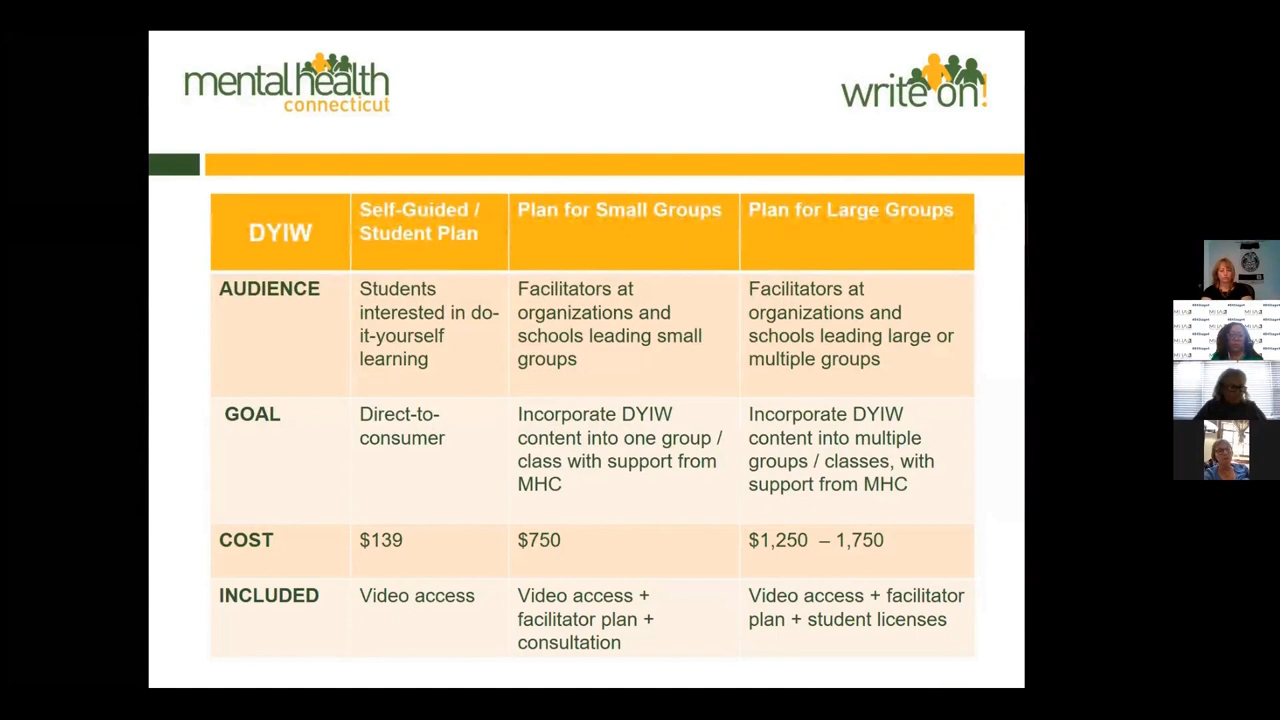 mental health
connecticut
write on!
DYIW
Self-Guided /
Student Plan
Plan for Small Groups
Plan for Large Groups
AUDIENCE
Students
interested in do-
it-yourself
learning
Facilitators at
organizations and
schools leading small
groups
Facilitators at
organizations and
schools leading large or
multiple groups
GOAL
Direct-to-
consumer
Incorporate DYIW
content into one group /
class with support from
MHC
Incorporate DYIW
content into multiple
groups / classes, with
support from MHC
COST
$139
$750
$1,250 – 1,750
INCLUDED
Video access
Video access +
facilitator plan +
consultation
Video access + facilitator
plan + student licenses